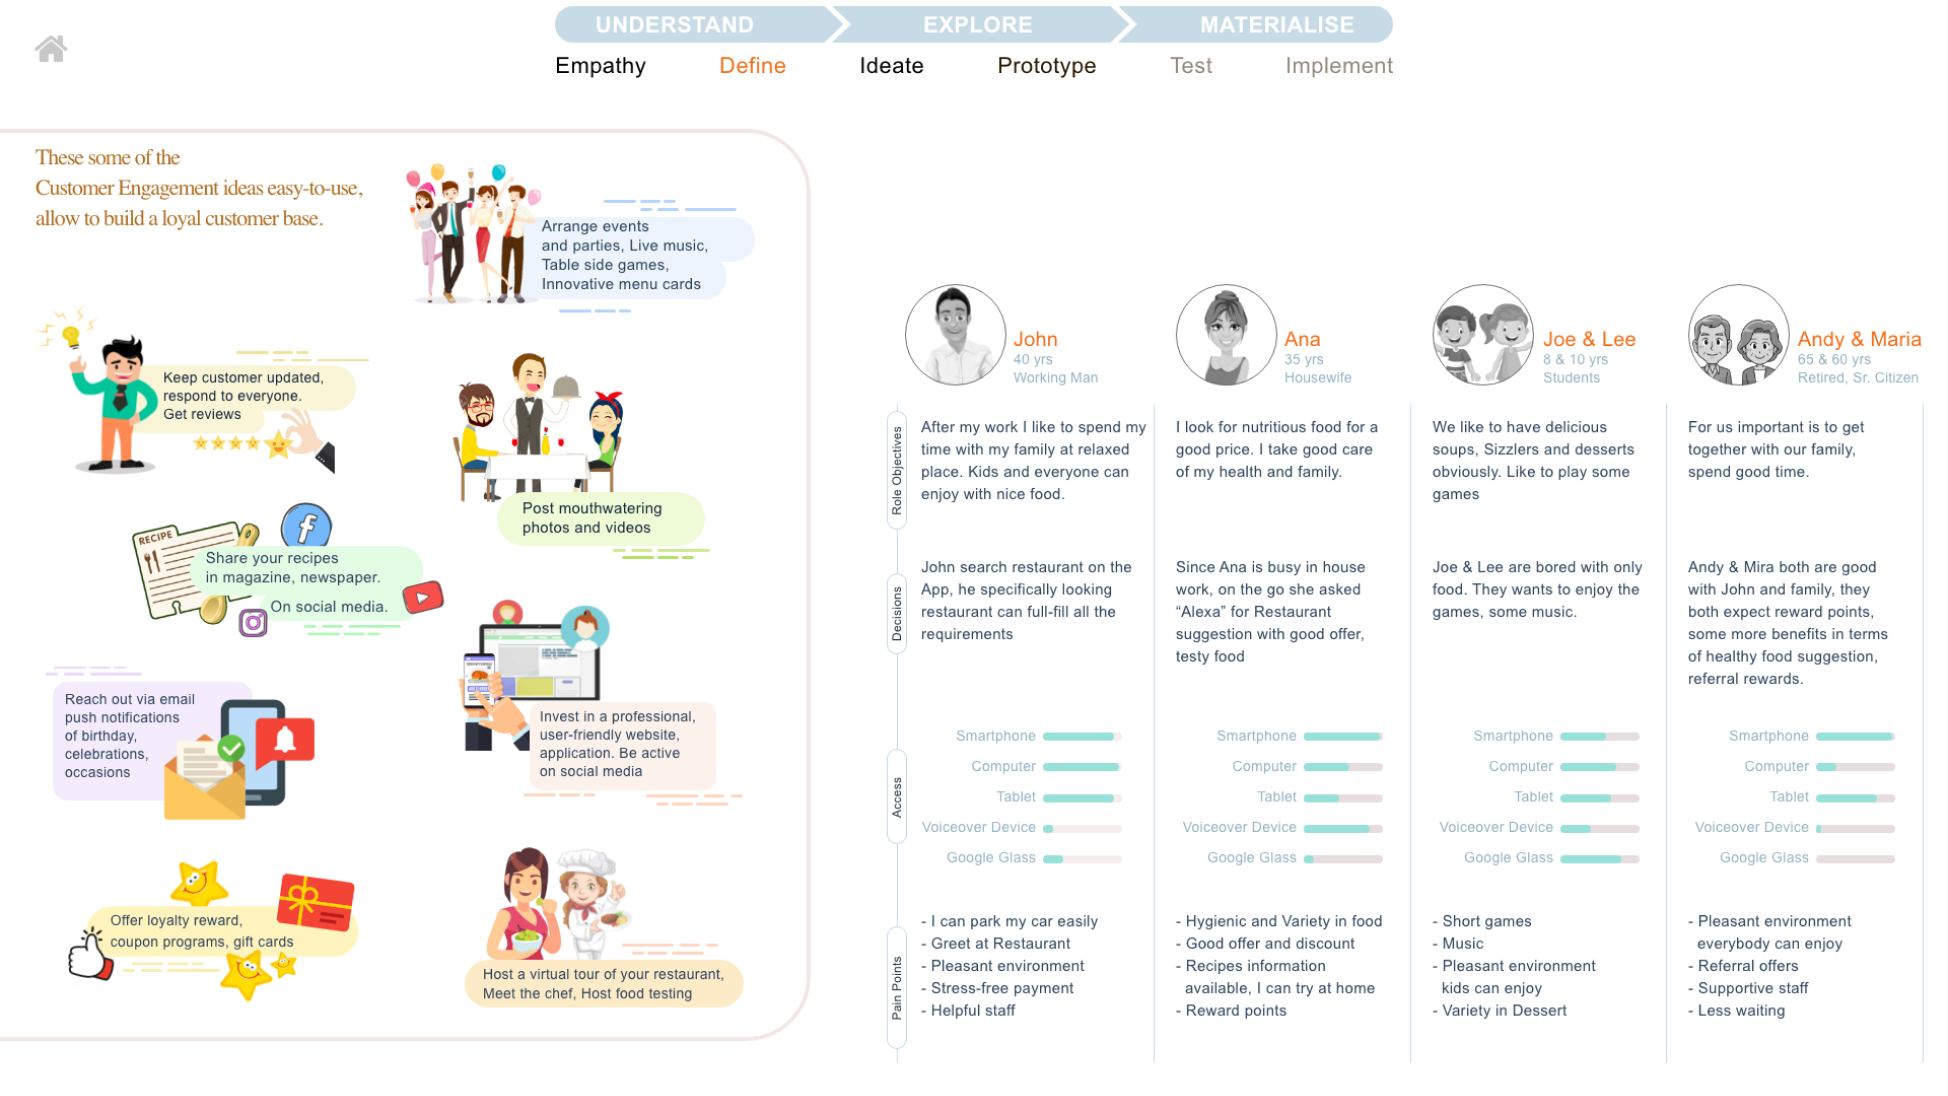 UNDERSTAND
EXPLORE
MATERIALISE
Empathy
Define
Ideate
Prototype
Test
Implement
These some of the
Customer Engagement ideas easy-to-use,
allow to build a loyal customer base.
Arrange events
and parties, Live music,
Table side games,
Innovative menu cards
Keep customer updated,
respond to everyone.
Get reviews
Post mouthwatering
photos and videos
RECIPE
Share your recipes
in magazine, newspaper.
On social media.
Reach out via email
push notifications
of birthday,
celebrations,
occasions
Invest in a professional,
user-friendly website,
application. Be active
on social media
Offer loyalty reward,
coupon programs, gift cards
Host a virtual tour of your restaurant,
Meet the chef, Host food testing
John
40 yrs
Working Man
Ana
35 yrs
Housewife
Joe & Lee
8 & 10 yrs
Students
Andy & Maria
65 & 60 yrs
Retired, Sr. Citizen
Role Objectives
After my work I like to spend my
time with my family at relaxed
place. Kids and everyone can
enjoy with nice food.
I look for nutritious food for a
good price. I take good care
of my health and family.
We like to have delicious
soups, Sizzlers and desserts
obviously. Like to play some
games
For us important is to get
together with our family,
spend good time.
Decisions
John search restaurant on the
App, he specifically looking
restaurant can full-fill all the
requirements
Since Ana is busy in house
work, on the go she asked
“Alexa” for Restaurant
suggestion with good offer,
testy food
Joe & Lee are bored with only
food. They wants to enjoy the
games, some music.
Andy & Mira both are good
with John and family, they
both expect reward points,
some more benefits in terms
of healthy food suggestion,
referral rewards.
Access
Smartphone
Computer
Tablet
Voiceover Device
Google Glass
Smartphone
Computer
Tablet
Voiceover Device
Google Glass
Smartphone
Computer
Tablet
Voiceover Device
Google Glass
Smartphone
Computer
Tablet
Voiceover Device
Google Glass
Pain Points
- I can park my car easily
- Greet at Restaurant
- Pleasant environment
- Stress-free payment
- Helpful staff
- Hygienic and Variety in food
- Good offer and discount
- Recipes information
available, I can try at home
- Reward points
- Short games
- Music
- Pleasant environment
kids can enjoy
- Variety in Dessert
- Pleasant environment
everybody can enjoy
- Referral offers
- Supportive staff
- Less waiting